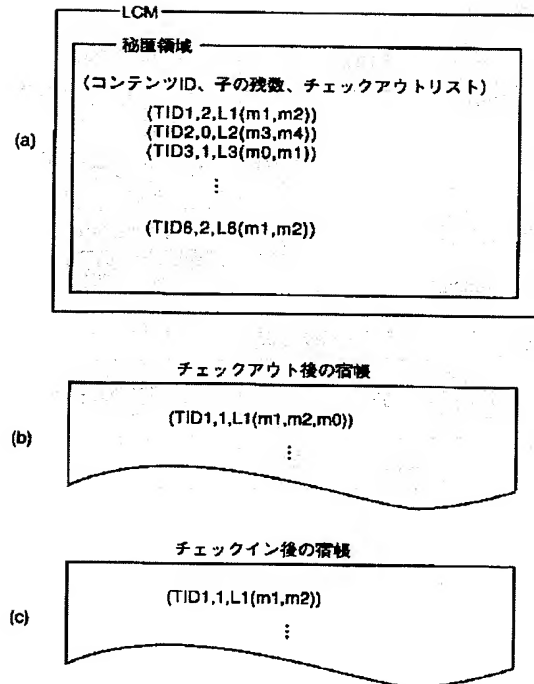 LCM
秘匿領域
(コンテンツID、子の残数、チェックアウトリスト)
(a)
(TID1,2,L1(m1,m2))
(TID2,0,L2(m3,m4))
(TID3,1,L3(m0,m1))
⋮
(TID6,2,L6(m1,m2))
チェックアウト後の宿帳
(b)
(TID1,1,L1(m1,m2,m0))
⋮
チェックイン後の宿帳
(c)
(TID1,1,L1(m1,m2))
⋮